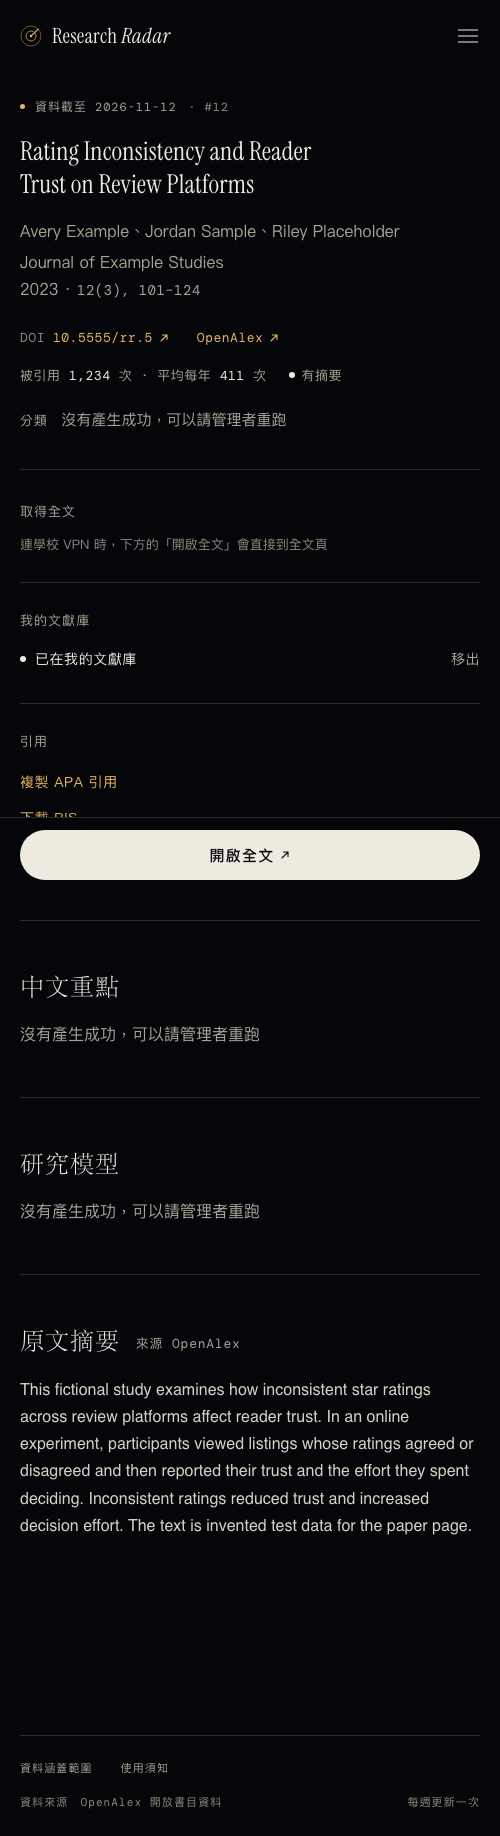 Research Radar
資料截至 2026-11-12 · #12
Rating Inconsistency and Reader
Trust on Review Platforms
Avery Example、Jordan Sample、Riley Placeholder
Journal of Example Studies
2023 · 12(3), 101–124
DOI 10.5555/rr.5 ↗ OpenAlex ↗
被引用 1,234 次 · 平均每年 411 次 有摘要
分類 沒有產生成功，可以請管理者重跑
取得全文
連學校 VPN 時，下方的「開啟全文」會直接到全文頁
我的文獻庫
已在我的文獻庫 移出
引用
複製 APA 引用
下載 RIS
開啟全文 ↗
中文重點
沒有產生成功，可以請管理者重跑
研究模型
沒有產生成功，可以請管理者重跑
原文摘要 來源 OpenAlex
This fictional study examines how inconsistent star ratings
across review platforms affect reader trust. In an online
experiment, participants viewed listings whose ratings agreed or
disagreed and then reported their trust and the effort they spent
deciding. Inconsistent ratings reduced trust and increased
decision effort. The text is invented test data for the paper page.
資料涵蓋範圍 使用須知
資料來源 OpenAlex 開放書目資料 每週更新一次